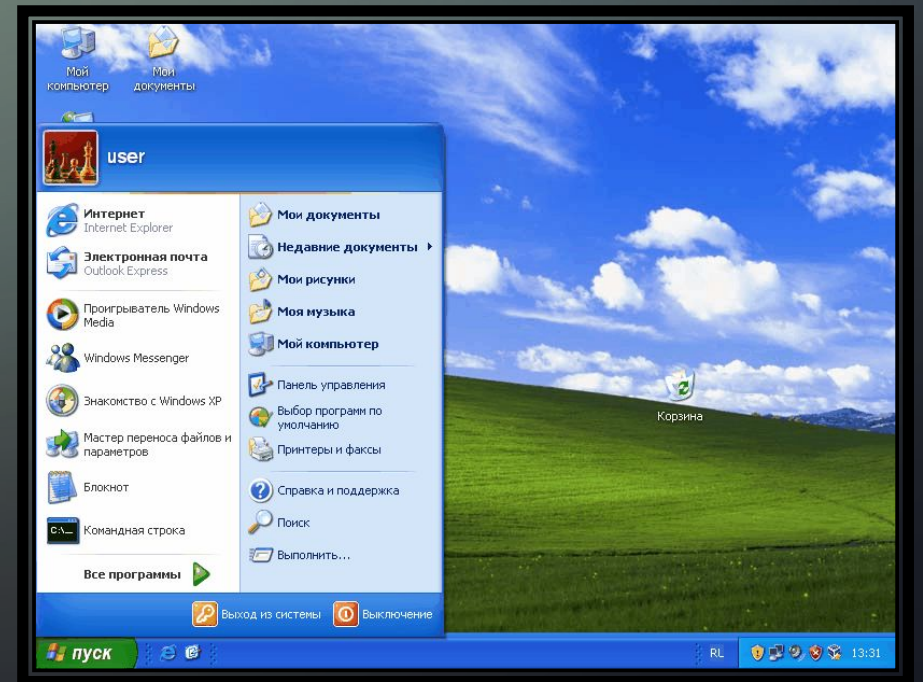 Мой
компьютер
Мои
документы
user
Интернет
Internet Explorer
Электронная почта
Outlook Express
Проигрыватель Windows
Media
Windows Messenger
Знакомство с Windows XP
Мастер переноса файлов и
параметров
Блокнот
C:\_
Командная строка
Все программы
Мои документы
Недавние документы
Мои рисунки
Моя музыка
Мой компьютер
Панель управления
Выбор программ по
умолчанию
Принтеры и факсы
Справка и поддержка
Поиск
Выполнить...
Выход из системы
Выключение
Корзина
пуск
RL
13:31